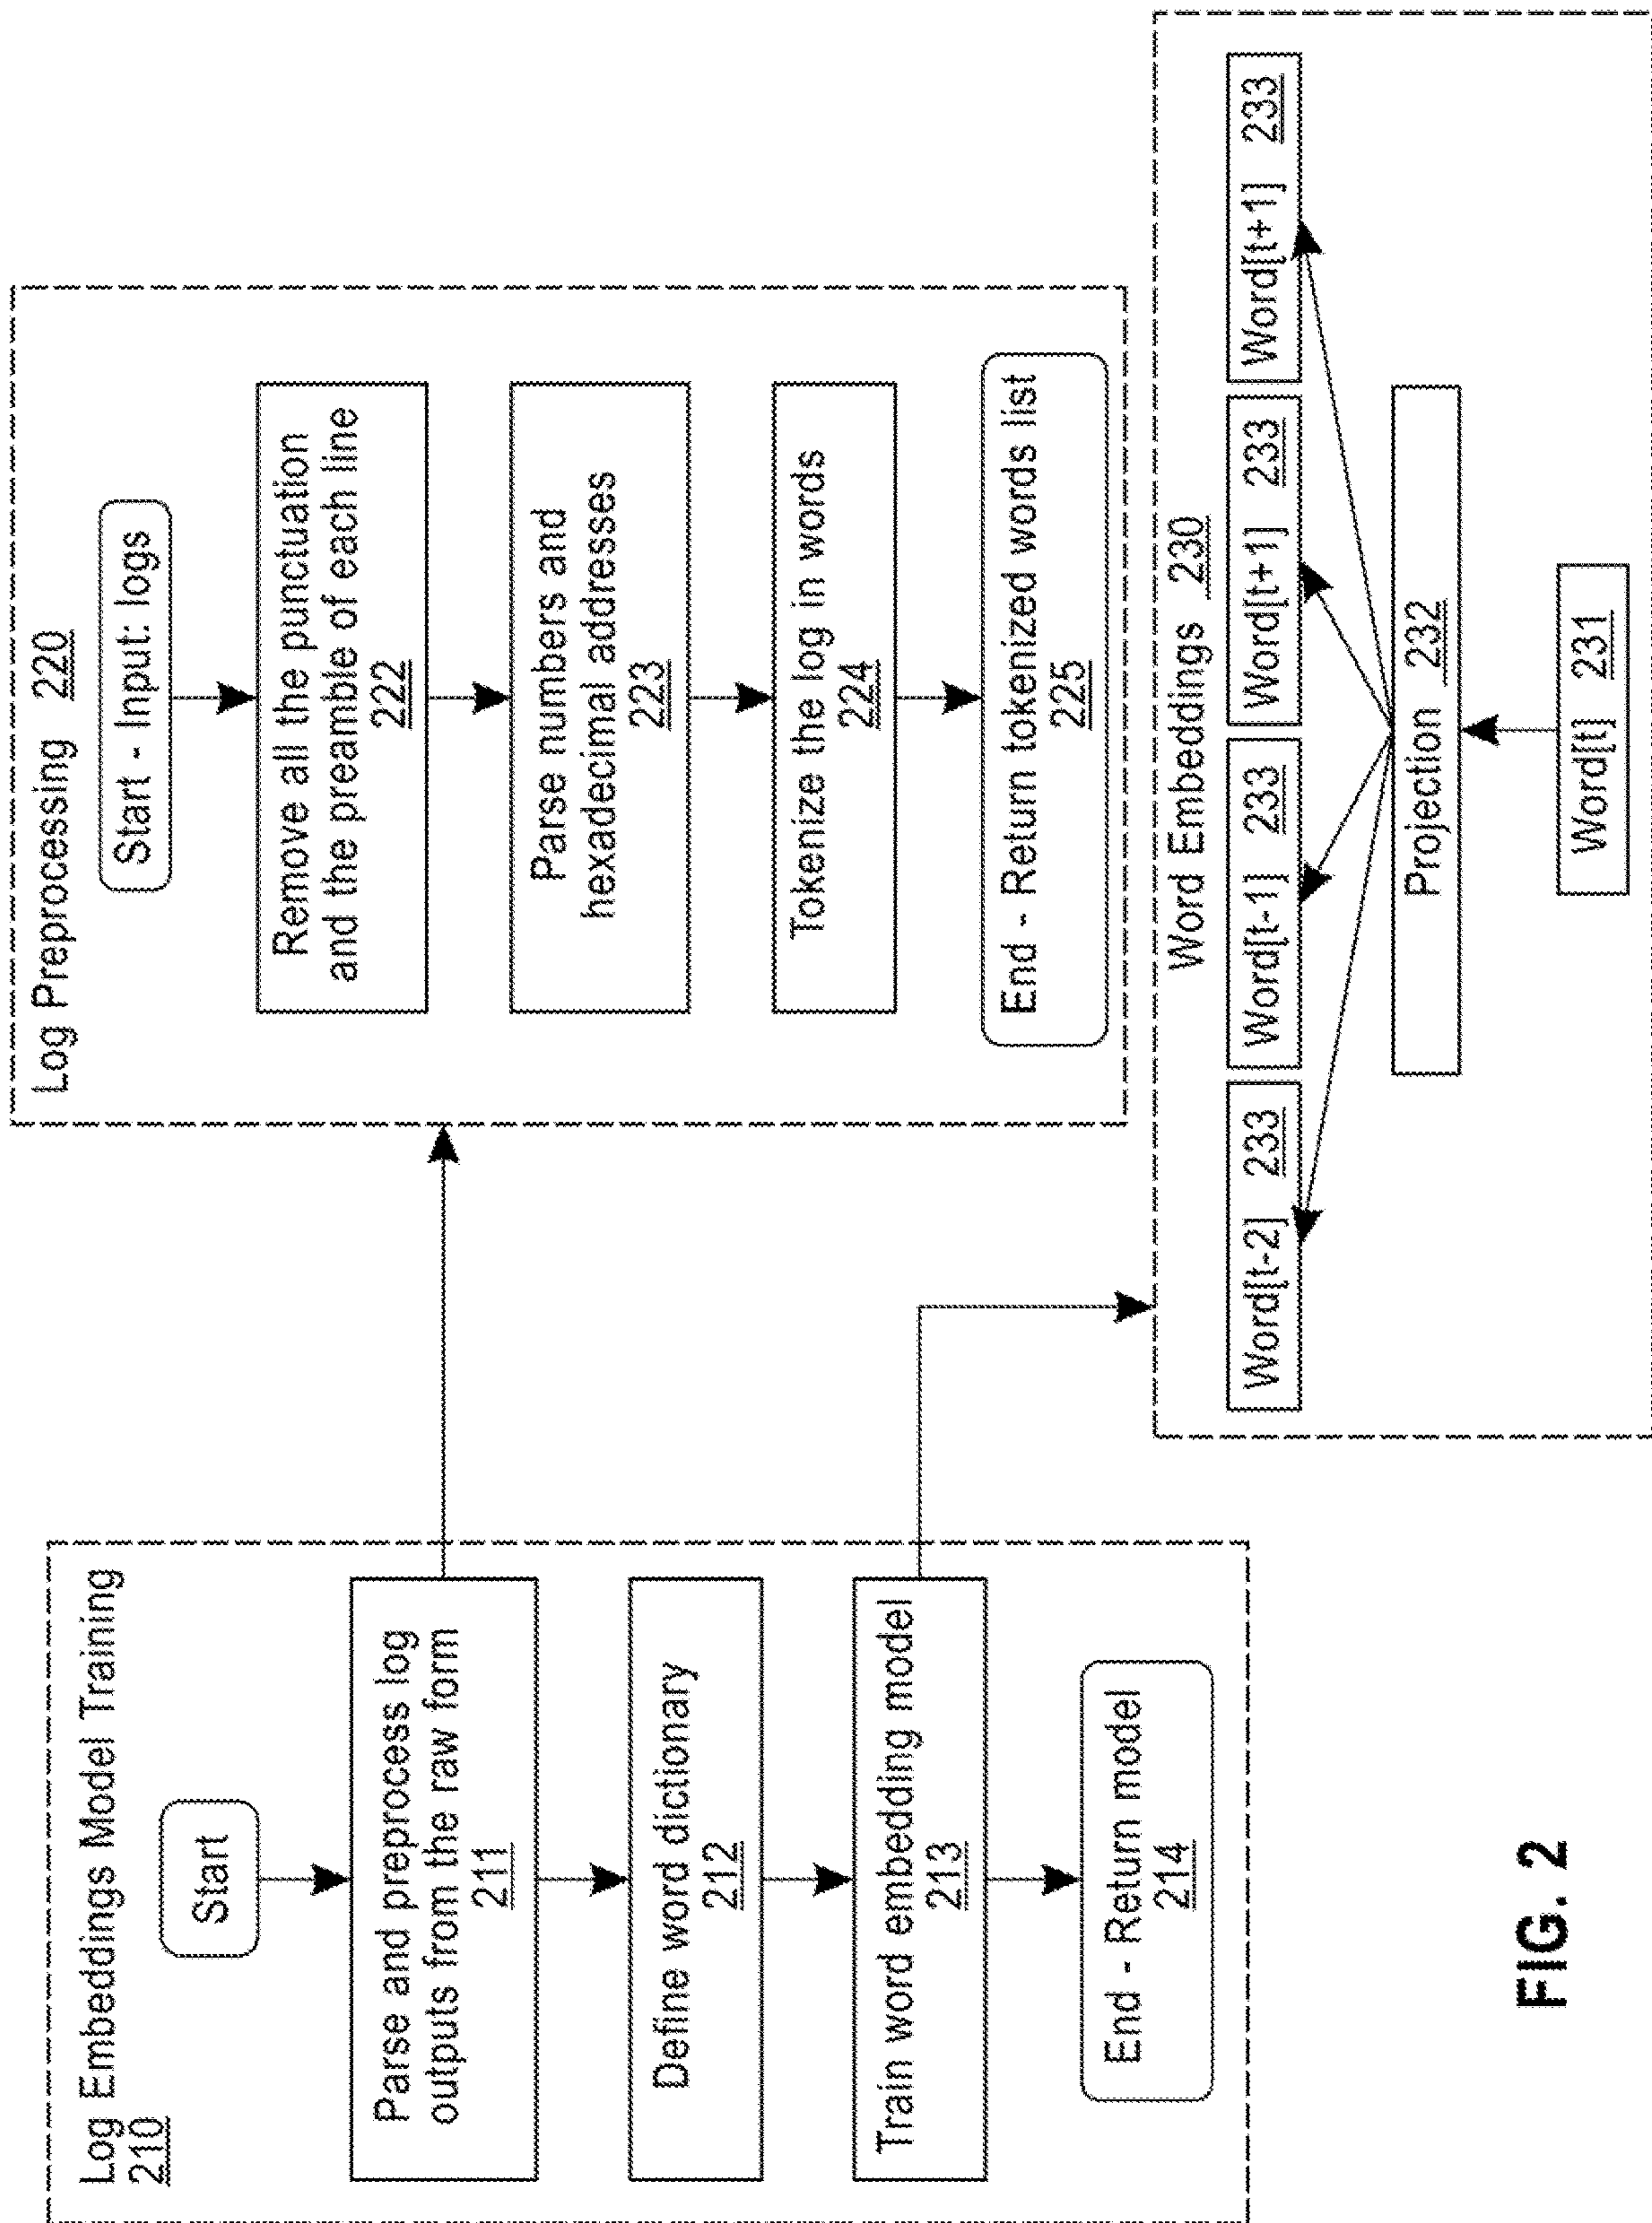 Log Embeddings Model Training
210
Start
Parse and preprocess log
outputs from the raw form
211
Define word dictionary
212
Train word embedding model
213
End - Return model
214
Log Preprocessing 220
Start - Input: logs
Remove all the punctuation
and the preamble of each line
222
Parse numbers and
hexadecimal addresses
223
Tokenize the log in words
224
End - Return tokenized words list
225
Word Embeddings 230
Word[t-2] 233
Word[t-1] 233
Word[t+1] 233
Word[t+1] 233
Projection 232
Word[t] 231
FIG. 2